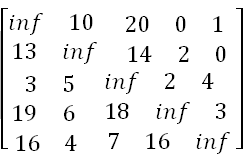 inf 10 20 0 1
13 inf 14 2 0
3 5 inf 2 4
19 6 18 inf 3
16 4 7 16 inf